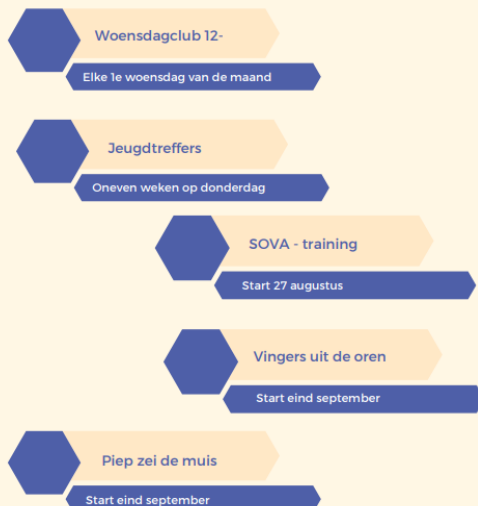 Woensdagclub 12-
Elke 1e woensdag van de maand
Jeugdtreffers
Oneven weken op donderdag
SOVA - training
Start 27 augustus
Vingers uit de oren
Start eind september
Piep zei de muis
Start eind september